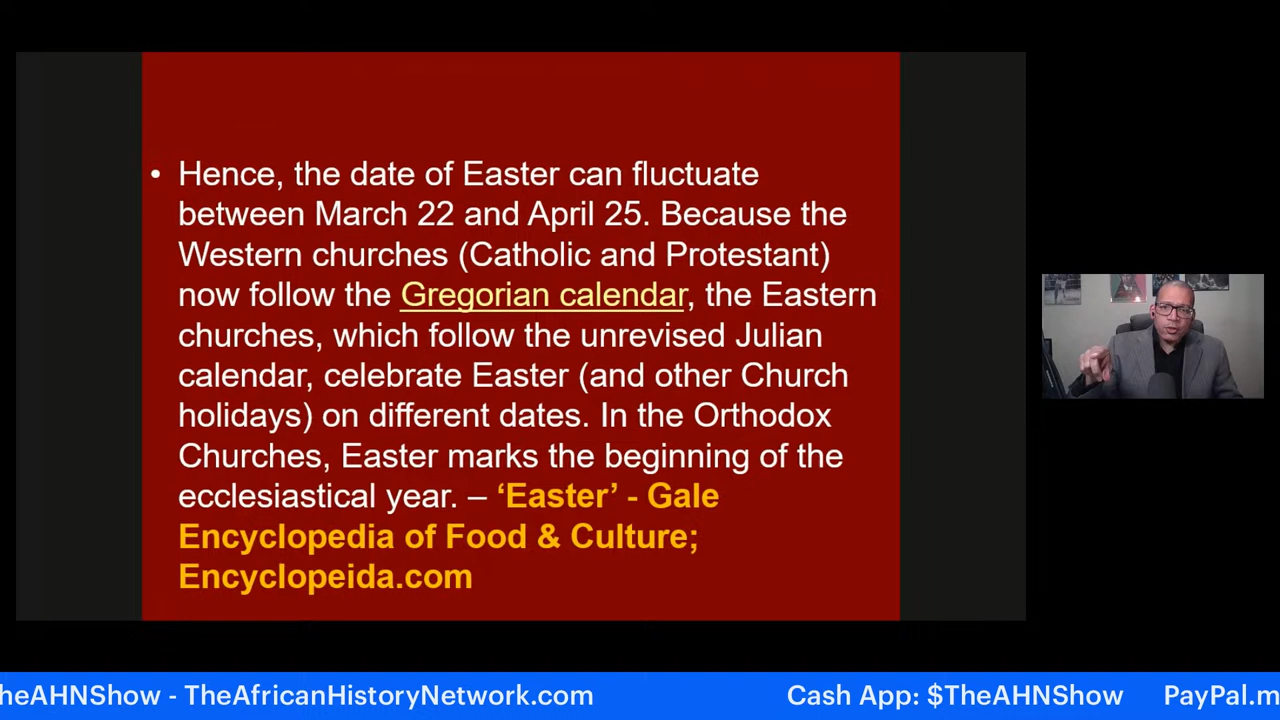 • Hence, the date of Easter can fluctuate
between March 22 and April 25. Because the
Western churches (Catholic and Protestant)
now follow the Gregorian calendar, the Eastern
churches, which follow the unrevised Julian
calendar, celebrate Easter (and other Church
holidays) on different dates. In the Orthodox
Churches, Easter marks the beginning of the
ecclesiastical year. – ‘Easter’ - Gale
Encyclopedia of Food & Culture;
Encyclopeida.com
heAHNShow - TheAfricanHistoryNetwork.com Cash App: $TheAHNShow PayPal.m